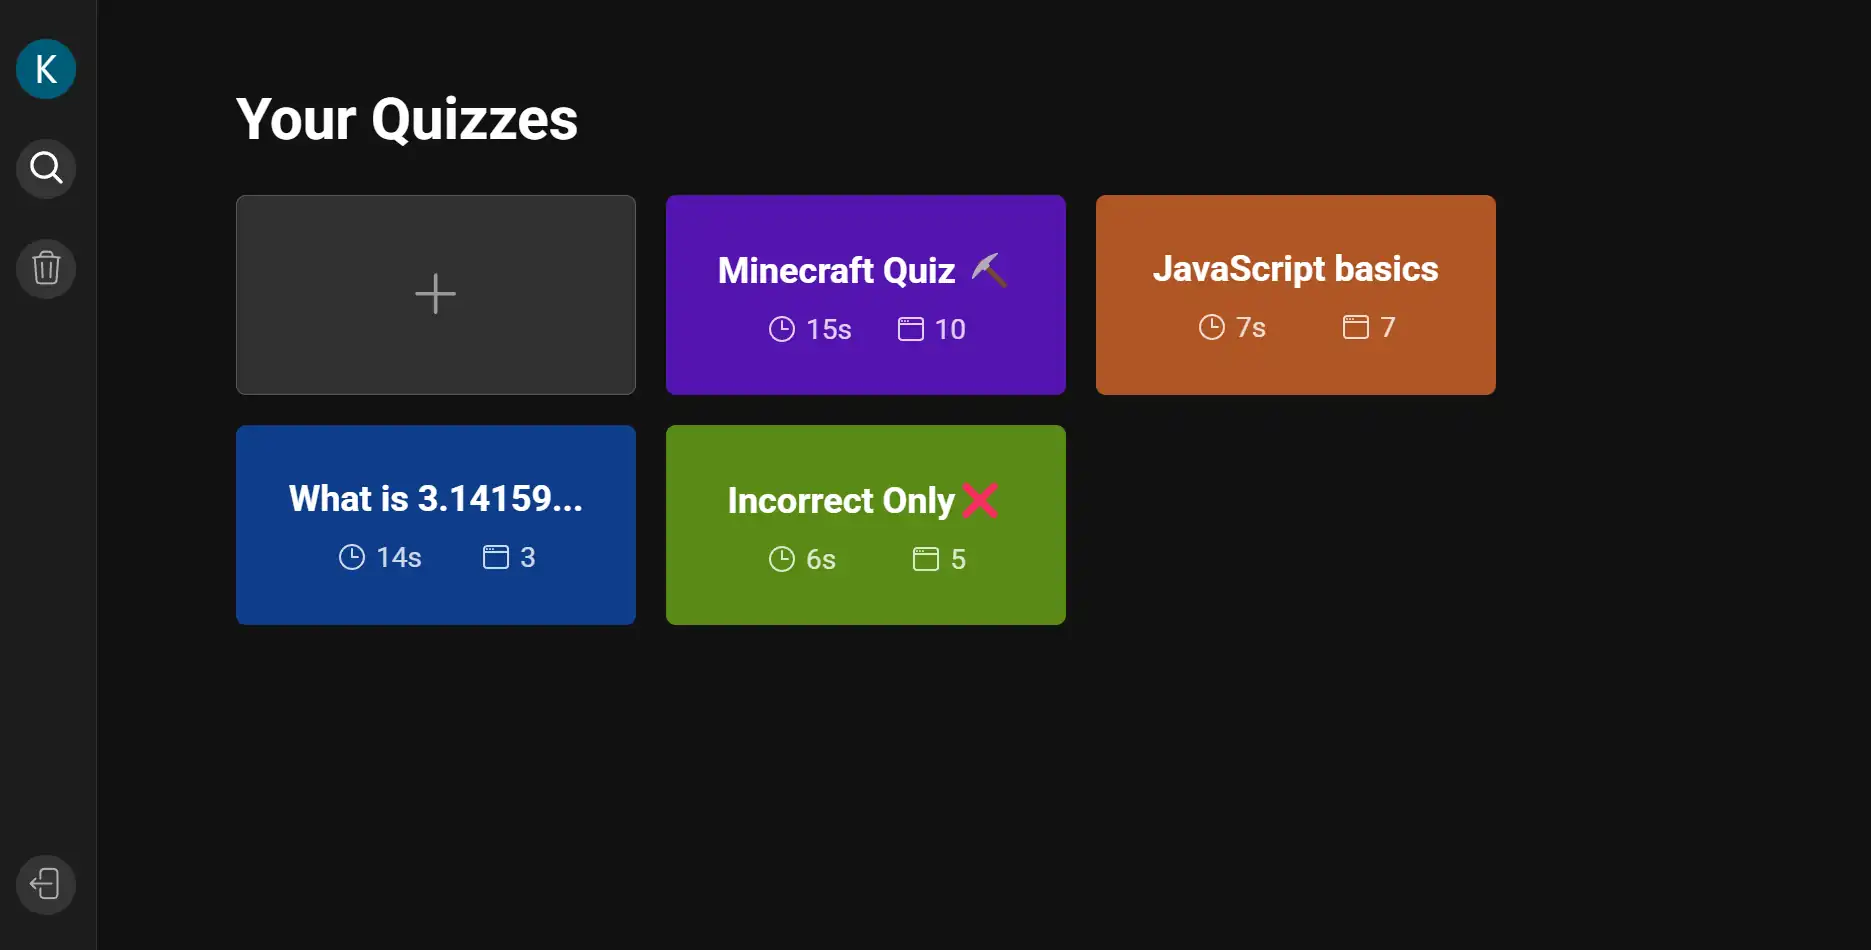 K
Your Quizzes
Minecraft Quiz
15s 10
JavaScript basics
7s 7
What is 3.14159...
14s 3
Incorrect Only
6s 5